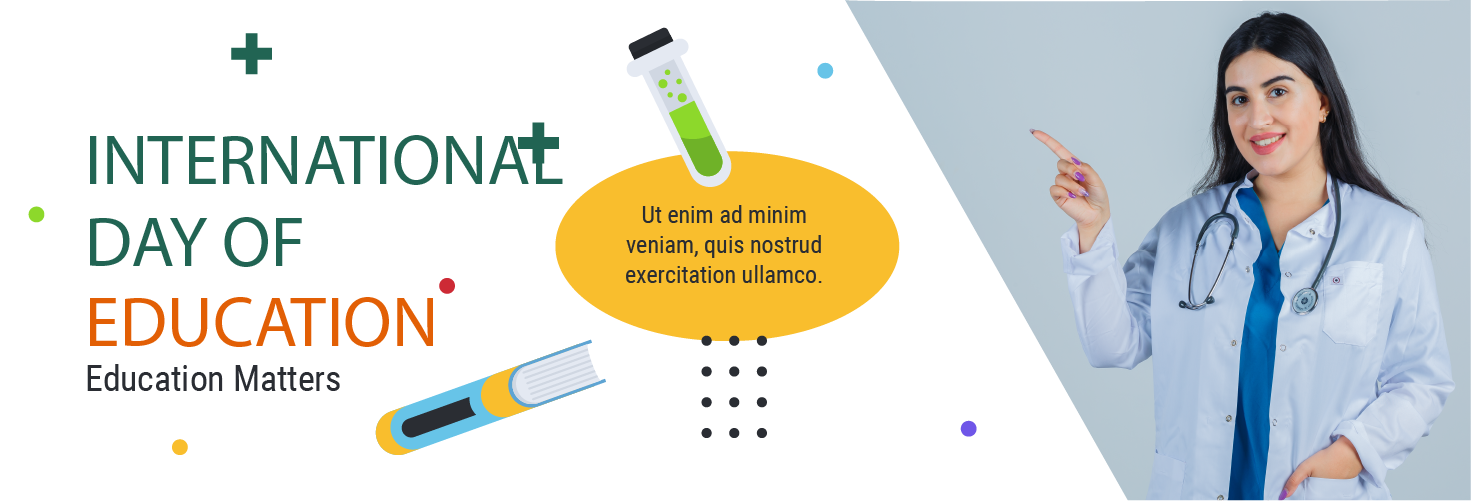 INTERNATIONAL
DAY OF
EDUCATION
Education Matters
Ut enim ad minim
veniam, quis nostrud
exercitation ullamco.